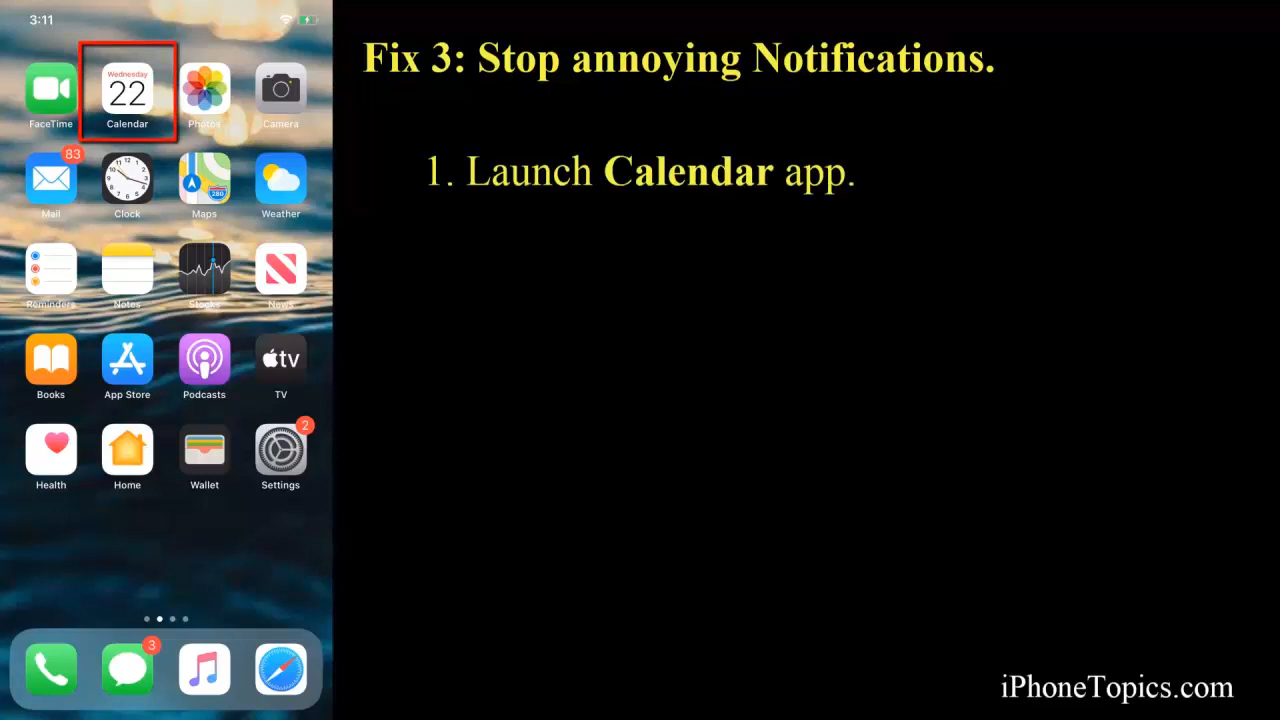 3:11
Fix 3: Stop annoying Notifications.
Wednesday
22
FaceTime
Calendar
Photos
Camera
1. Launch Calendar app.
83
280
Mail
Clock
Maps
Weather
Reminders
Notes
Stocks
News
tv
Books
App Store
Podcasts
TV
2
Health
Home
Wallet
Settings
3
iPhoneTopics.com